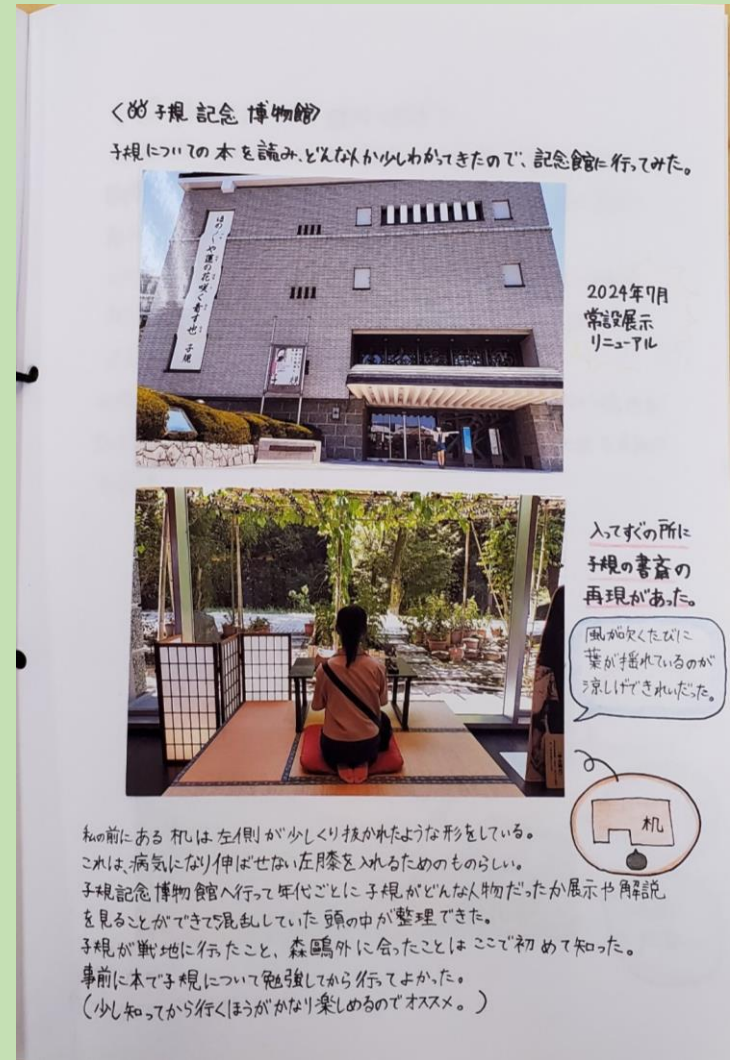 〈子規記念博物館〉
子規についての本を読み、どんな人か少しわかってきたので、記念館に行ってみた。
ほのゞゝや蓮の花咲く音す也 子規
2024年7月
常設展示
リニューアル
入ってすぐの所に
子規の書斎の
再現があった。
風が吹くたびに
葉が揺れているのが
涼しげできれいだった。
机
私の前にある机は左側が少しくり抜かれたような形をしている。
これは、病気になり伸ばせない左膝を入れるためのものらしい。
子規記念博物館へ行って年代ごとに子規がどんな人物だったか展示や解説
を見ることができて混乱していた頭の中が整理できた。
子規が戦地に行ったこと、森鷗外に会ったことはここで初めて知った。
事前に本で子規について勉強してから行ってよかった。
(少し知ってから行くほうがかなり楽しめるのでオススメ。)